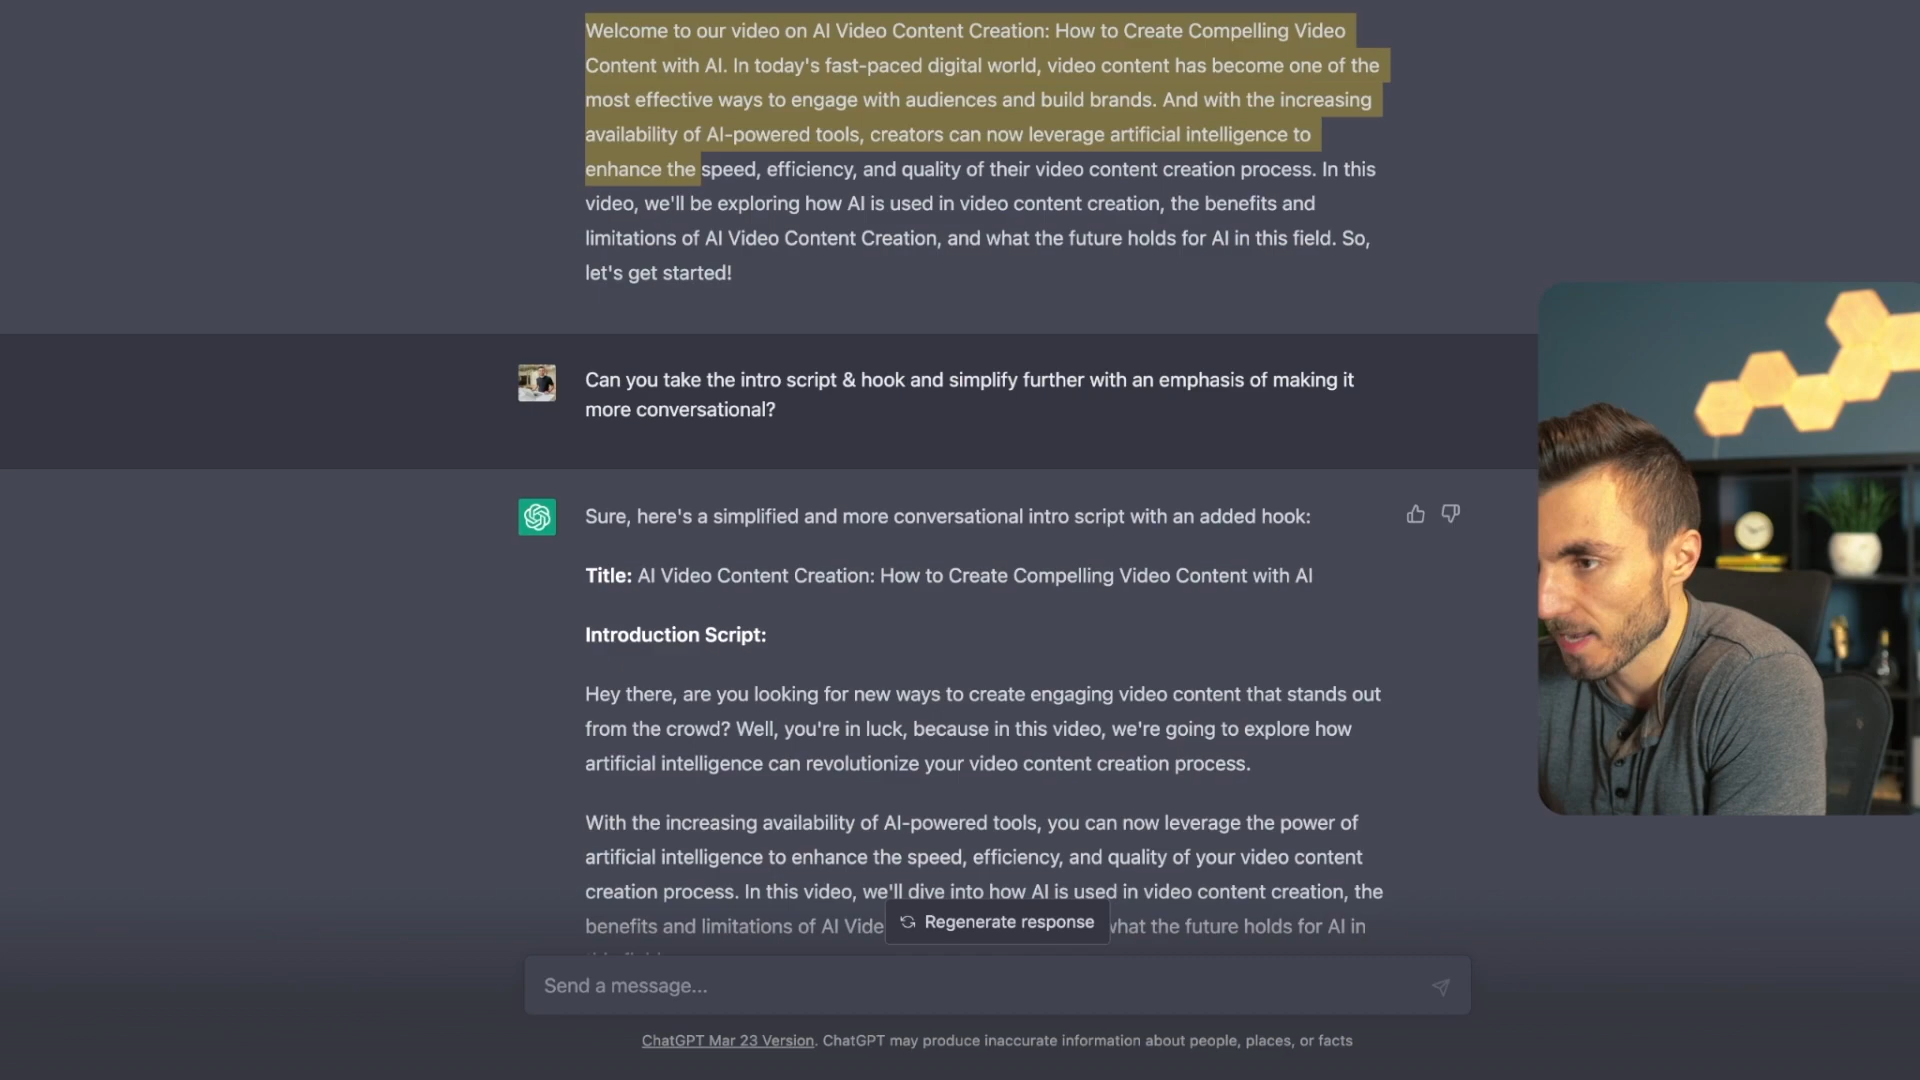 Welcome to our video on AI Video Content Creation: How to Create Compelling Video
Content with AI. In today's fast-paced digital world, video content has become one of the
most effective ways to engage with audiences and build brands. And with the increasing
availability of AI-powered tools, creators can now leverage artificial intelligence to
enhance the speed, efficiency, and quality of their video content creation process. In this
video, we'll be exploring how AI is used in video content creation, the benefits and
limitations of AI Video Content Creation, and what the future holds for AI in this field. So,
let's get started!
Can you take the intro script & hook and simplify further with an emphasis of making it
more conversational?
Sure, here's a simplified and more conversational intro script with an added hook:
Title: AI Video Content Creation: How to Create Compelling Video Content with AI
Introduction Script:
Hey there, are you looking for new ways to create engaging video content that stands out
from the crowd? Well, you're in luck, because in this video, we're going to explore how
artificial intelligence can revolutionize your video content creation process.
With the increasing availability of AI-powered tools, you can now leverage the power of
artificial intelligence to enhance the speed, efficiency, and quality of your video content
creation process. In this video, we'll dive into how AI is used in video content creation, the
benefits and limitations of AI what the future holds for AI in
Regenerate response
Send a message...
ChatGPT Mar 23 Version. ChatGPT may produce inaccurate information about people, places, or facts